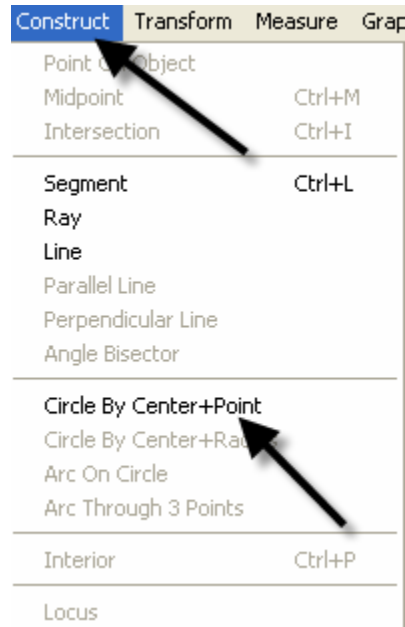 Construct Transform Measure Grap
Point Object
Midpoint Ctrl+M
Intersection Ctrl+I
Segment Ctrl+L
Ray
Line
Parallel Line
Perpendicular Line
Angle Bisector
Circle By Center+Point
Circle By Center+Ra
Arc On Circle
Arc Through 3 Points
Interior Ctrl+P
Locus